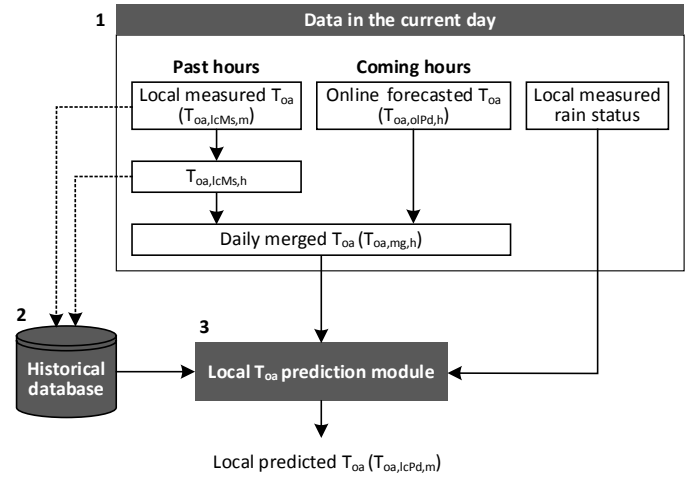 1
Data in the current day
Past hours
Coming hours
Local measured Toa
(Toa,lcMs,m)
Online forecasted Toa
(Toa,olPd,h)
Local measured
rain status
Toa,lcMs,h
Daily merged Toa (Toa,mg,h)
2
Historical
database
3
Local Toa prediction module
Local predicted Toa (Toa,lcPd,m)